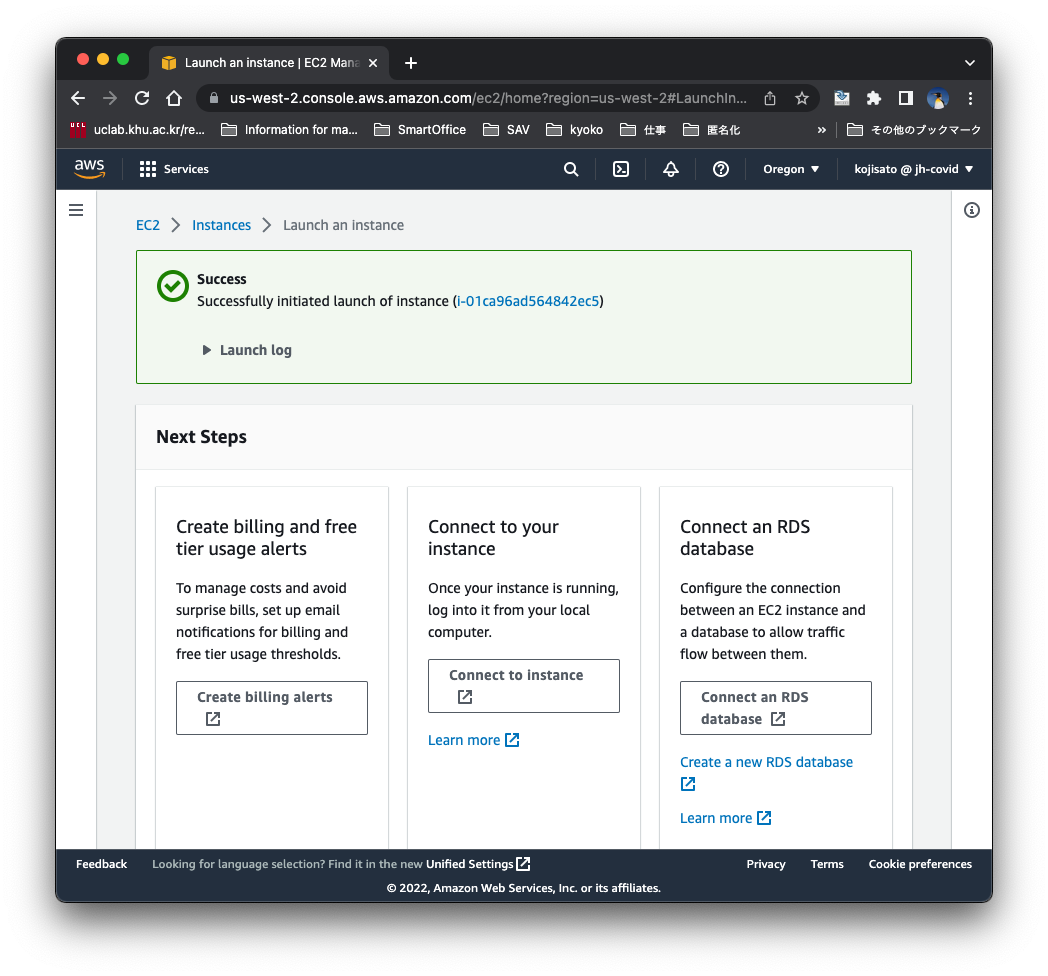 Launch an instance | EC2 Mana
us-west-2.console.aws.amazon.com/ec2/home?region=us-west-2#LaunchIn...
UCL uclab.khu.ac.kr/re... Information for ma... SmartOffice SAV kyoko 仕事 匿名化 » その他のブックマーク
aws Services Oregon kojisato @ jh-covid
EC2 Instances Launch an instance
Success
Successfully initiated launch of instance (i-01ca96ad564842ec5)
Launch log
Next Steps
Create billing and free
tier usage alerts
To manage costs and avoid
surprise bills, set up email
notifications for billing and
free tier usage thresholds.
Create billing alerts
Connect to your
instance
Once your instance is running,
log into it from your local
computer.
Connect to instance
Learn more
Connect an RDS
database
Configure the connection
between an EC2 instance and
a database to allow traffic
flow between them.
Connect an RDS
database
Create a new RDS database
Learn more
Feedback Looking for language selection? Find it in the new Unified Settings Privacy Terms Cookie preferences
© 2022, Amazon Web Services, Inc. or its affiliates.